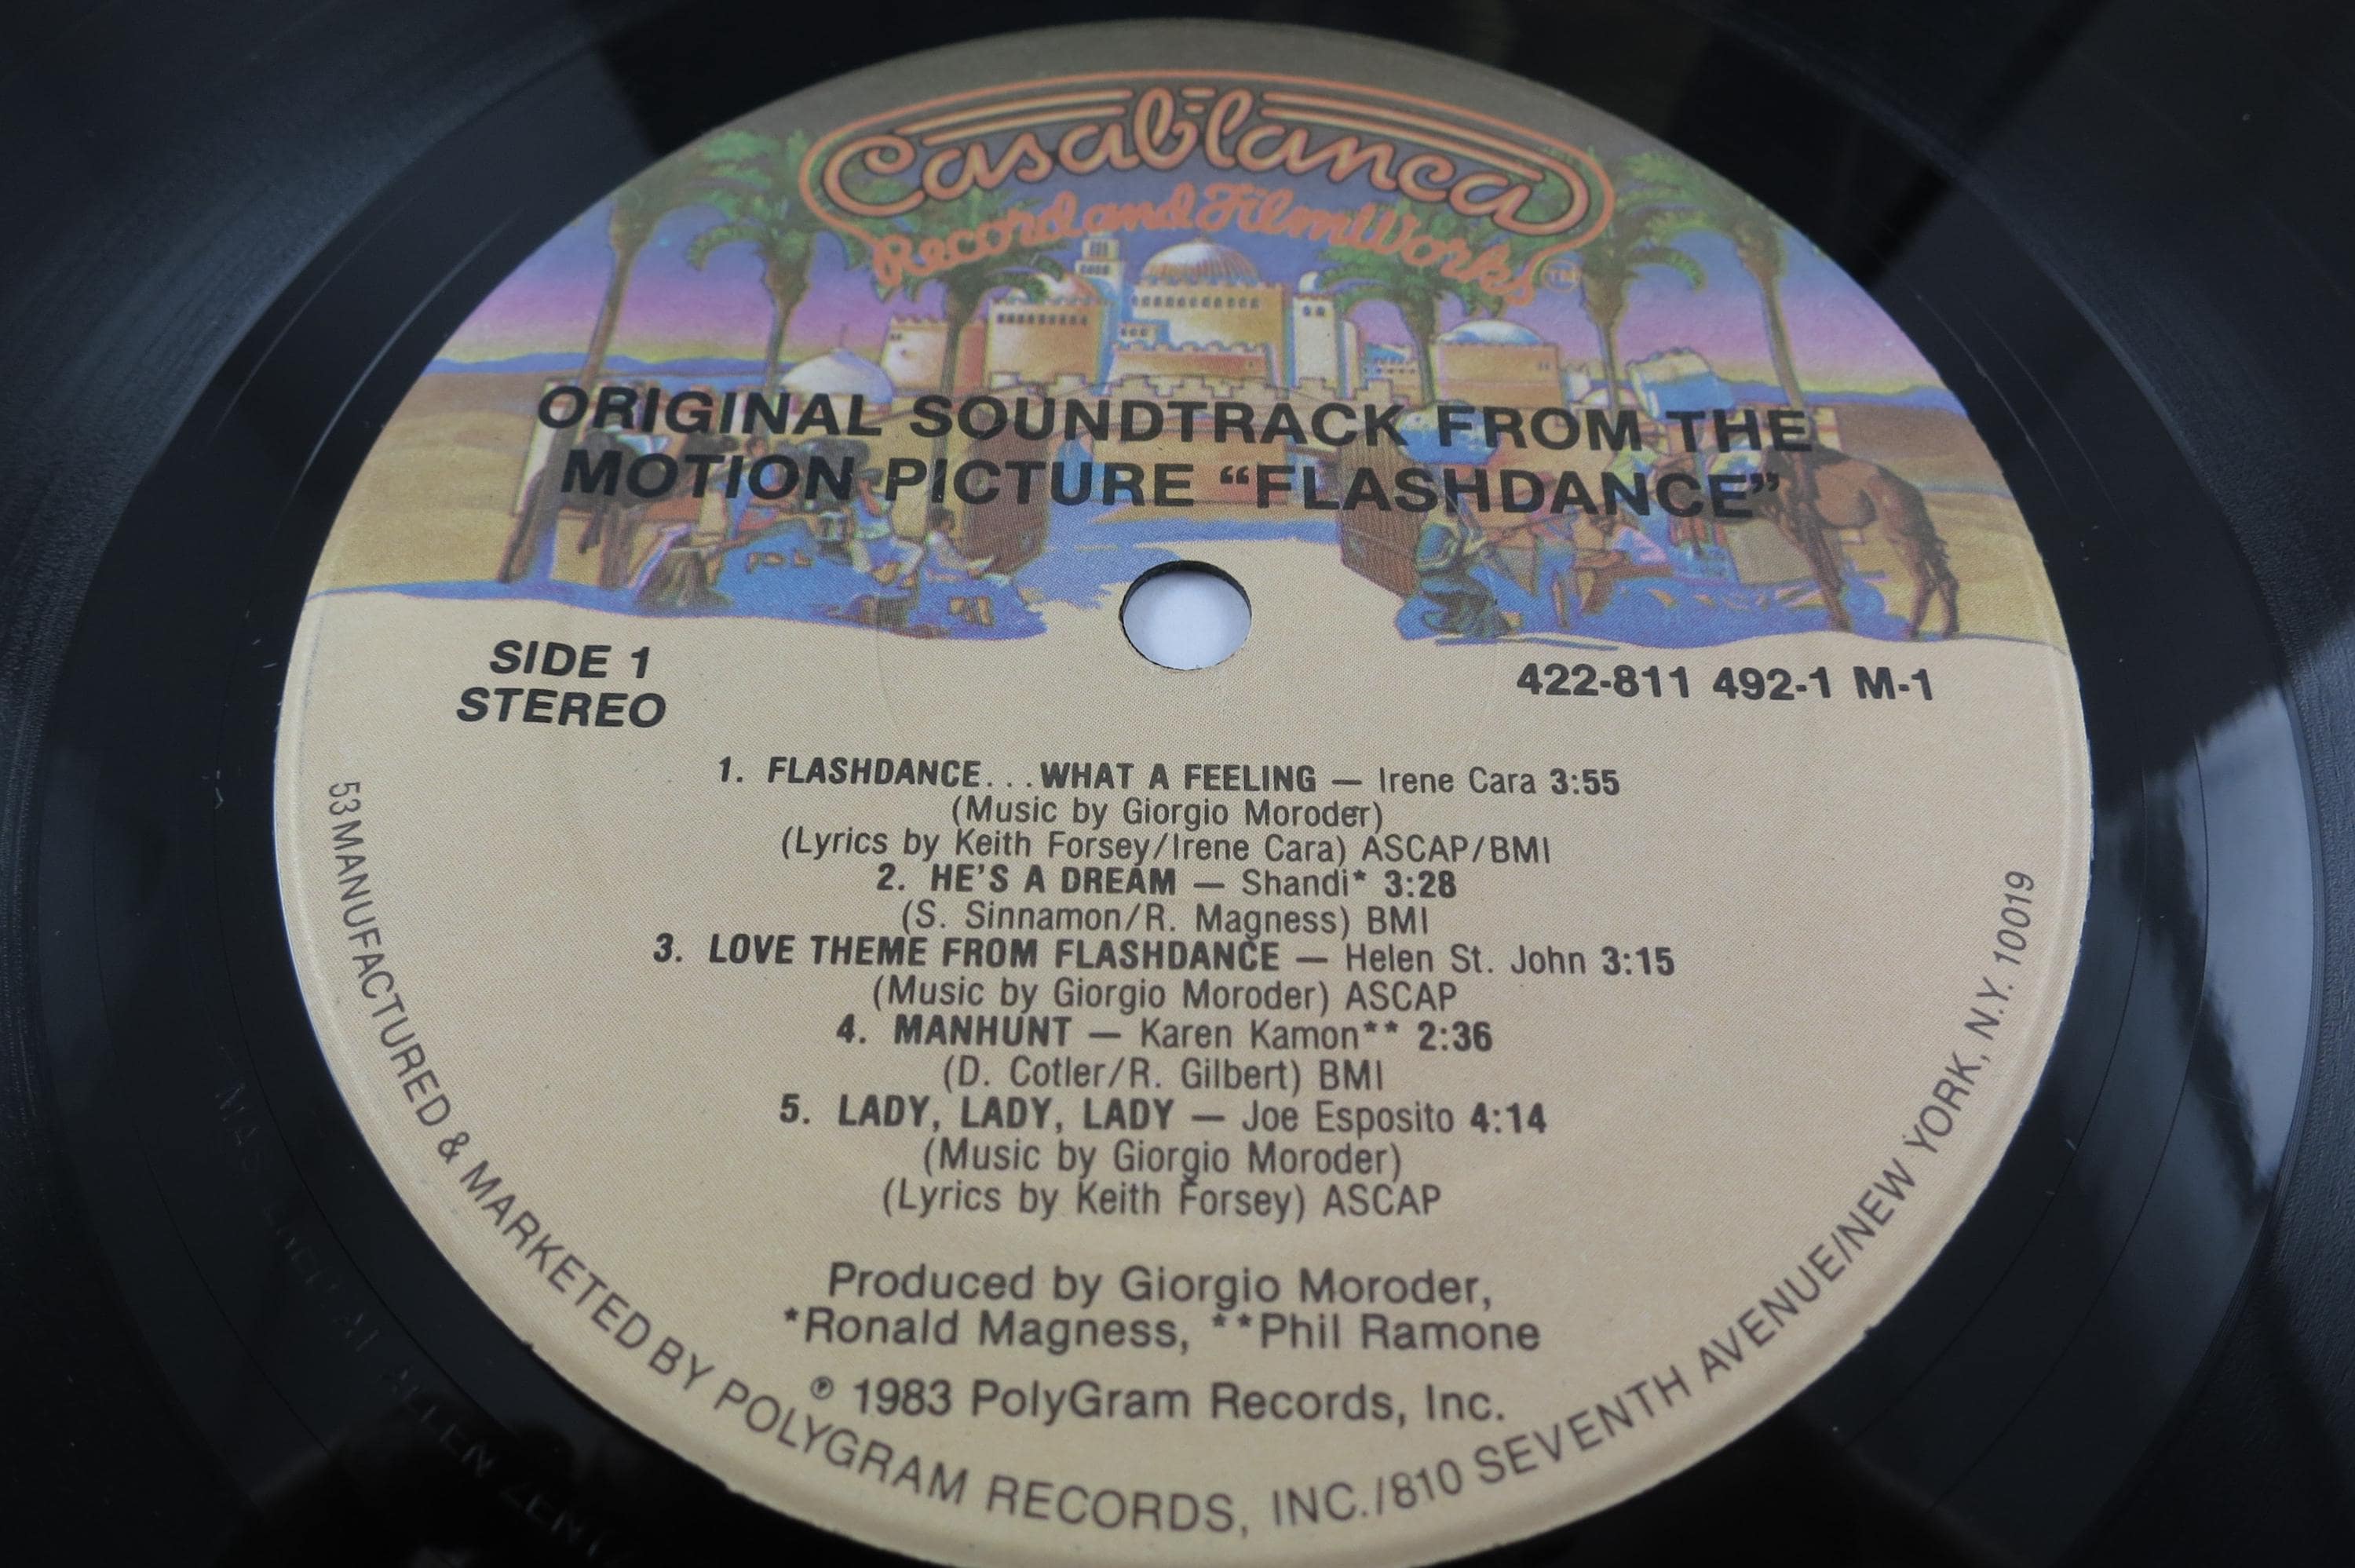 Casablanca
Record and FilmWorks™
ORIGINAL SOUNDTRACK FROM THE
MOTION PICTURE “FLASHDANCE”
SIDE 1
STEREO
422-811 492-1 M-1
1. FLASHDANCE...WHAT A FEELING — Irene Cara 3:55
(Music by Giorgio Moroder)
(Lyrics by Keith Forsey/Irene Cara) ASCAP/BMI
2. HE’S A DREAM — Shandi* 3:28
(S. Sinnamon/R. Magness) BMI
3. LOVE THEME FROM FLASHDANCE — Helen St. John 3:15
(Music by Giorgio Moroder) ASCAP
4. MANHUNT — Karen Kamon** 2:36
(D. Cotler/R. Gilbert) BMI
5. LADY, LADY, LADY — Joe Esposito 4:14
(Music by Giorgio Moroder)
(Lyrics by Keith Forsey) ASCAP
Produced by Giorgio Moroder,
*Ronald Magness, **Phil Ramone
℗ 1983 PolyGram Records, Inc.
53 MANUFACTURED & MARKETED BY POLYGRAM RECORDS, INC./810 SEVENTH AVENUE/NEW YORK, N.Y. 10019